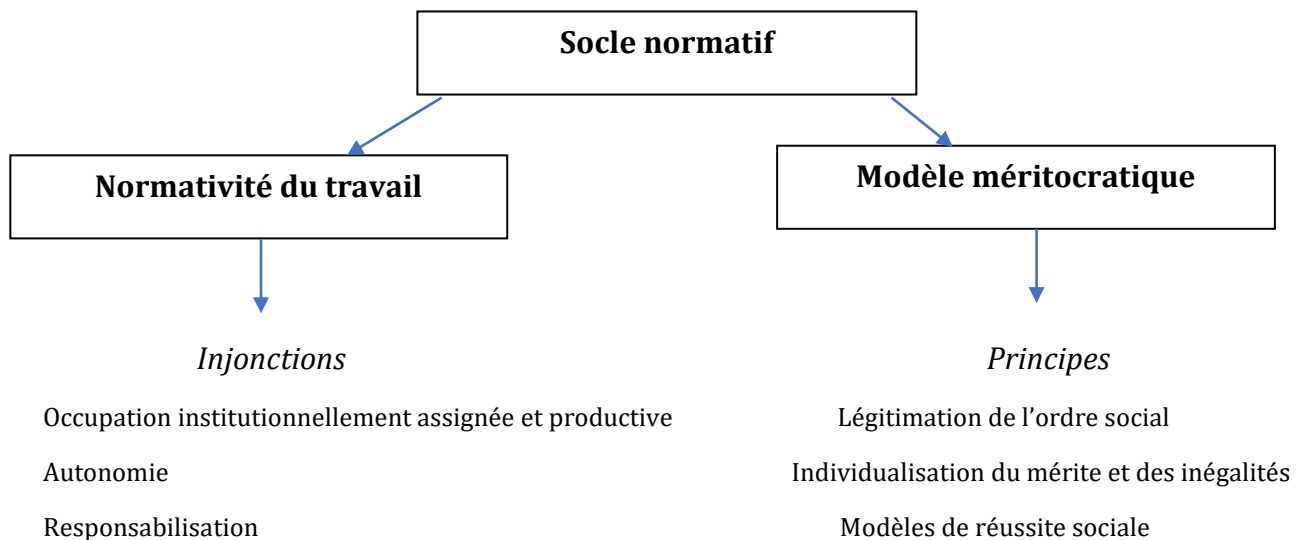 Socle normatif
Normativité du travail
Modèle méritocratique
Injonctions
Principes
Occupation institutionnellement assignée et productive
Légitimation de l’ordre social
Autonomie
Individualisation du mérite et des inégalités
Responsabilisation
Modèles de réussite sociale